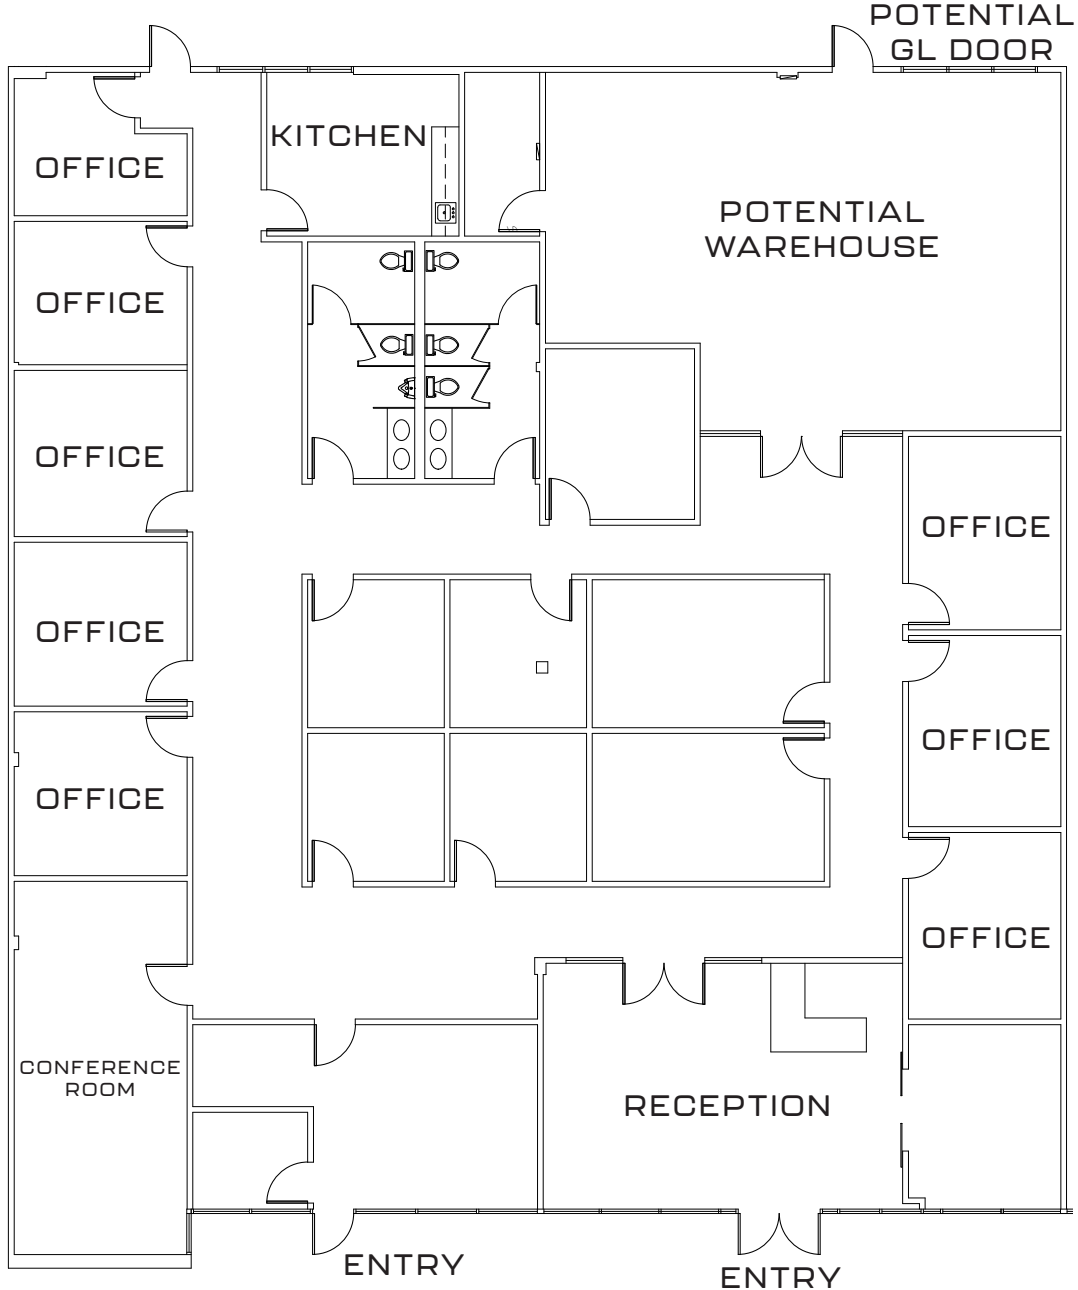 POTENTIAL
GL DOOR
KITCHEN
OFFICE
POTENTIAL
WAREHOUSE
OFFICE
OFFICE
OFFICE
OFFICE
OFFICE
OFFICE
OFFICE
CONFERENCE
ROOM
RECEPTION
ENTRY
ENTRY